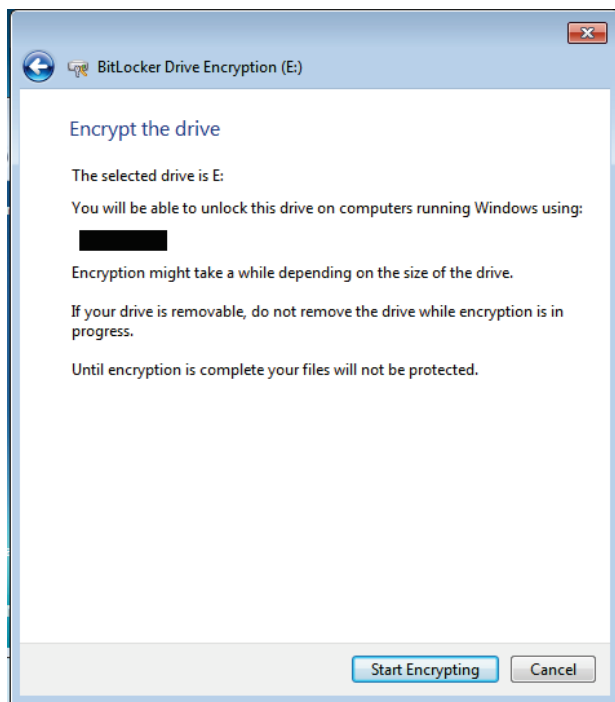 BitLocker Drive Encryption (E:)
Encrypt the drive
The selected drive is E:
You will be able to unlock this drive on computers running Windows using:
Encryption might take a while depending on the size of the drive.
If your drive is removable, do not remove the drive while encryption is in
progress.
Until encryption is complete your files will not be protected.
Start Encrypting
Cancel